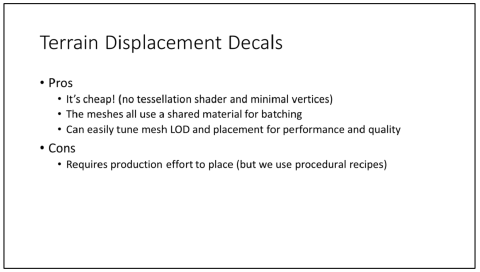 Terrain Displacement Decals
• Pros
• It's cheap! (no tessellation shader and minimal vertices)
• The meshes all use a shared material for batching
• Can easily tune mesh LOD and placement for performance and quality
• Cons
• Requires production effort to place (but we use procedural recipes)